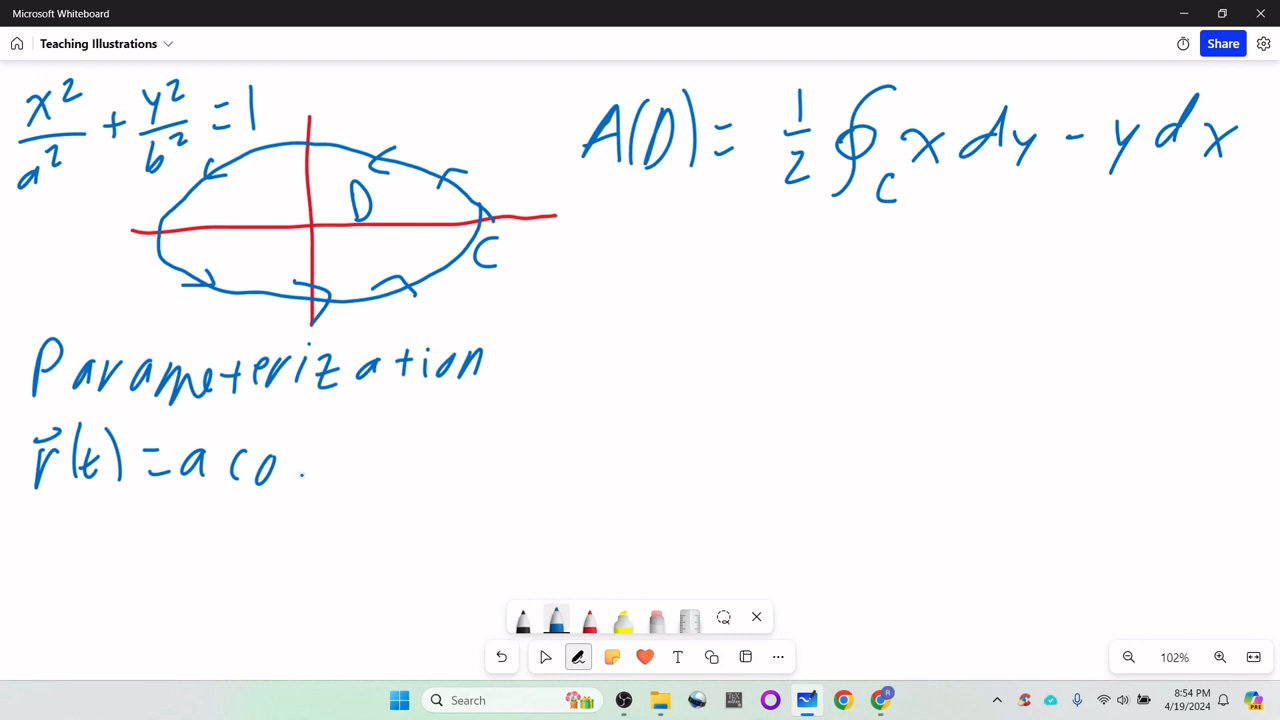 Microsoft Whiteboard
Teaching Illustrations
Share
x²/a² + y²/b² = 1
A(D) = 1/2 ∮_C x dy - y dx
D
C
Parameterization
r⃗(t) = a co
102%
Search
8:54 PM
4/19/2024